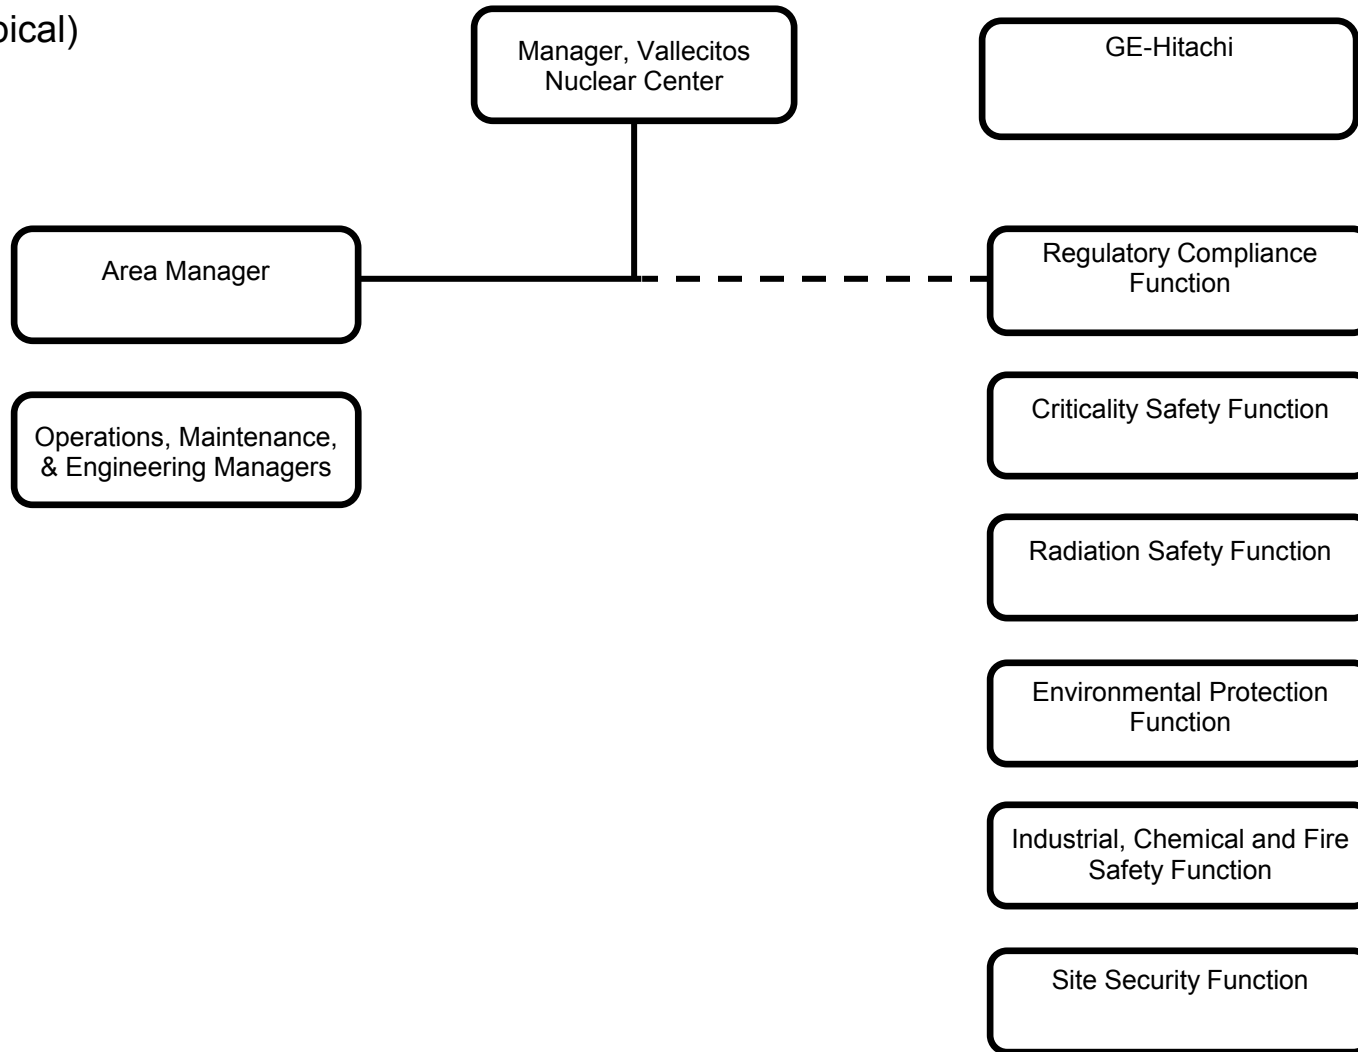 pical)
Manager, Vallecitos
Nuclear Center
GE-Hitachi
Area Manager
Regulatory Compliance
Function
Operations, Maintenance,
& Engineering Managers
Criticality Safety Function
Radiation Safety Function
Environmental Protection
Function
Industrial, Chemical and Fire
Safety Function
Site Security Function